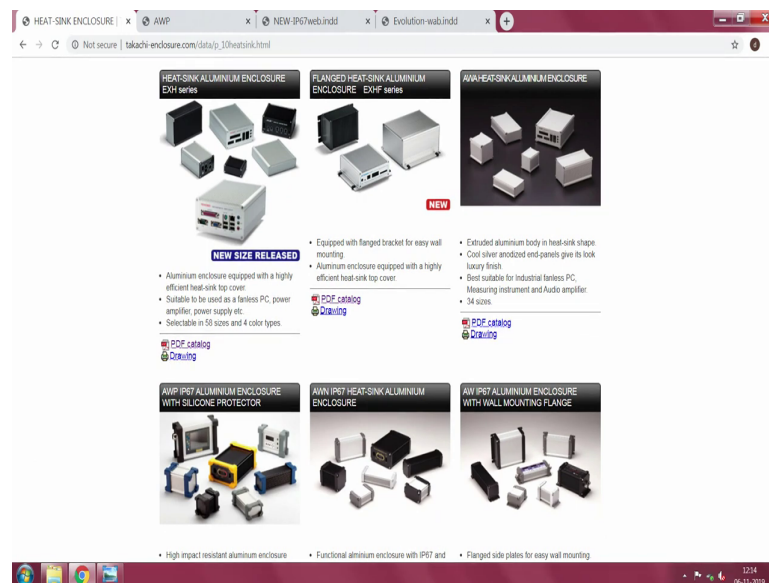 HEAT-SINK ENCLOSURE |
AWP
NEW-IP67web.indd
Evolution-wab.indd
Not secure | takachi-enclosure.com/data/p_10heatsink.html
HEAT-SINK ALUMINIUM ENCLOSURE
EXH series
NEW SIZE RELEASED
• Aluminium enclosure equipped with a highly
efficient heat-sink top cover.
• Suitable to be used as a fanless PC, power
amplifier, power supply etc.
• Selectable in 58 sizes and 4 color types.
PDF catalog
Drawing
FLANGED HEAT-SINK ALUMINIUM
ENCLOSURE EXHF series
NEW
• Equipped with flanged bracket for easy wall
mounting.
• Aluminum enclosure equipped with a highly
efficient heat-sink top cover.
PDF catalog
Drawing
AWA HEAT-SINK ALUMINIUM ENCLOSURE
• Extruded aluminium body in heat-sink shape.
• Cool silver anodized end-panels give its look
luxury finish.
• Best suitable for Industrial fanless PC,
Measuring instrument and Audio amplifier.
• 34 sizes.
PDF catalog
Drawing
AWP IP67 ALUMINIUM ENCLOSURE
WITH SILICONE PROTECTOR
• High impact resistant aluminum enclosure
AWN IP67 HEAT-SINK ALUMINIUM
ENCLOSURE
• Functional alminium enclosure with IP67 and
AW IP67 ALUMINIUM ENCLOSURE
WITH WALL MOUNTING FLANGE
• Flanged side plates for easy wall mounting.
12:14
06-11-2019